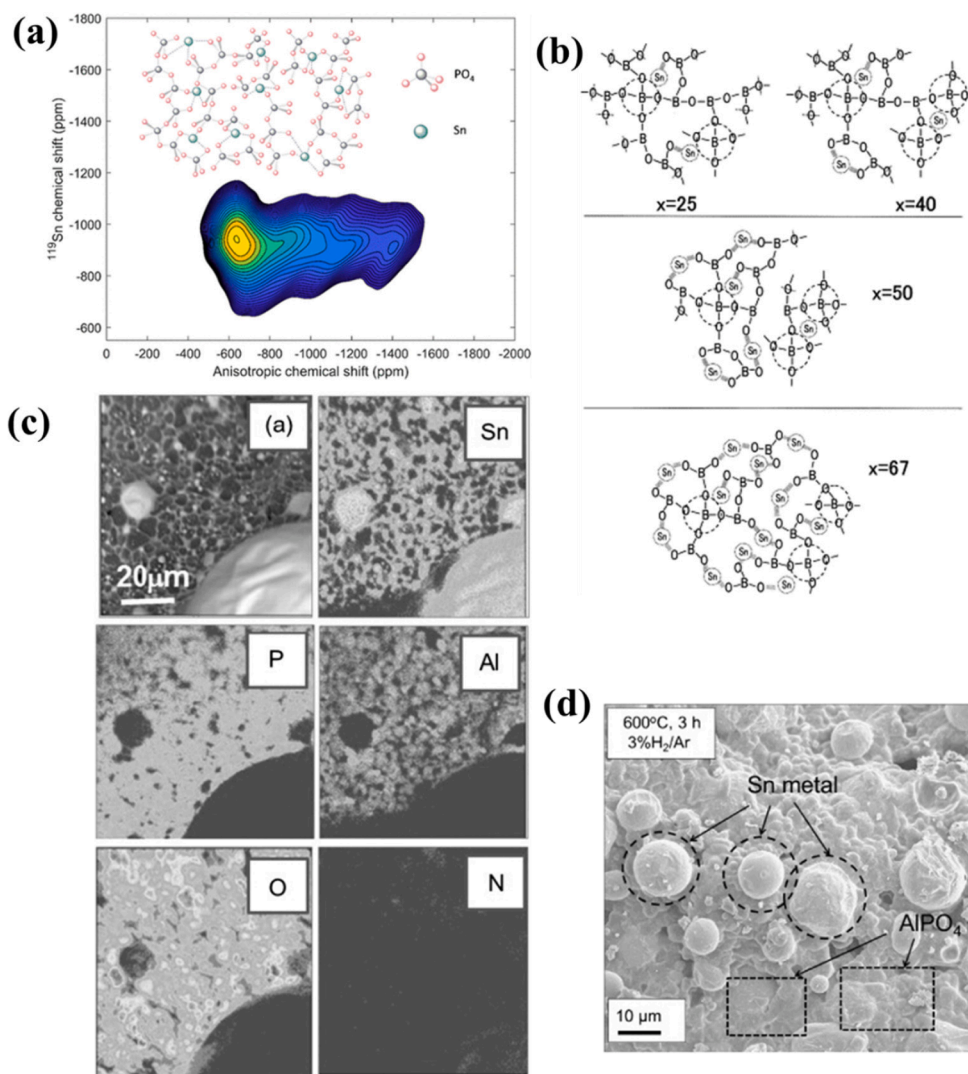 (a)
-1800
-1600
-1400
-1200
-1000
-800
-600
¹¹⁹Sn chemical shift (ppm)
PO₄
Sn
0 -200 -400 -600 -800 -1000 -1200 -1400 -1600 -1800 -2000
Anisotropic chemical shift (ppm)
(b)
x=25
x=40
x=50
x=67
(c)
(a)
Sn
20μm
P
Al
O
N
(d)
600°C, 3 h
3%H₂/Ar
Sn metal
AlPO₄
10 μm